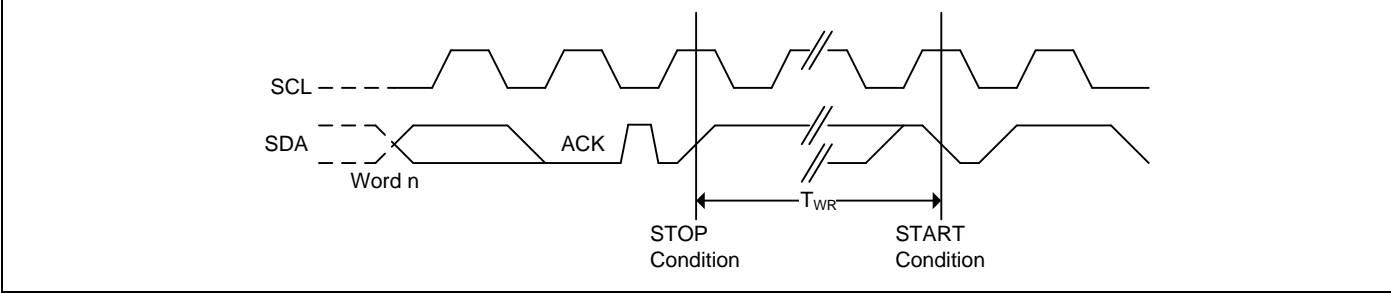 SCL
SDA
ACK
Word n
TWR
STOP
Condition
START
Condition